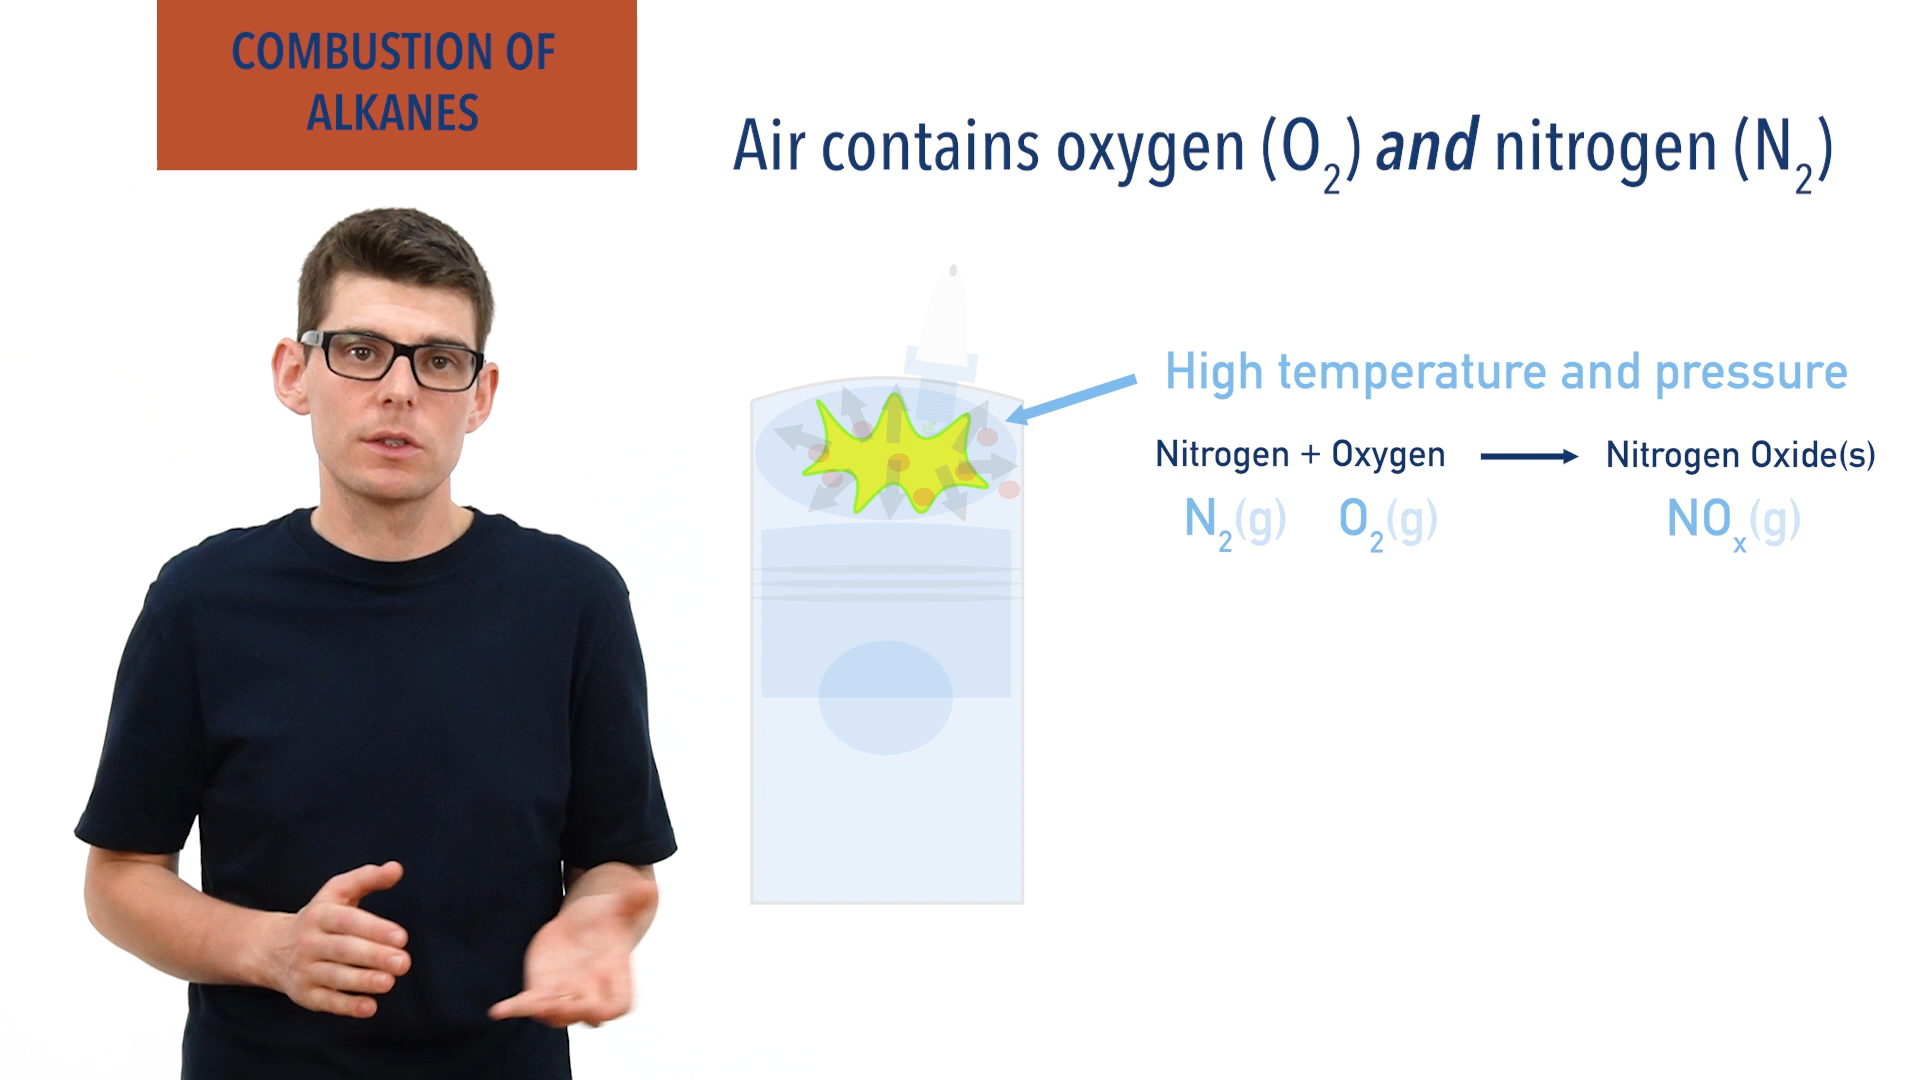 COMBUSTION OF
ALKANES
Air contains oxygen (O₂) and nitrogen (N₂)
High temperature and pressure
Nitrogen + Oxygen → Nitrogen Oxide(s)
N₂(g) O₂(g) NOₓ(g)